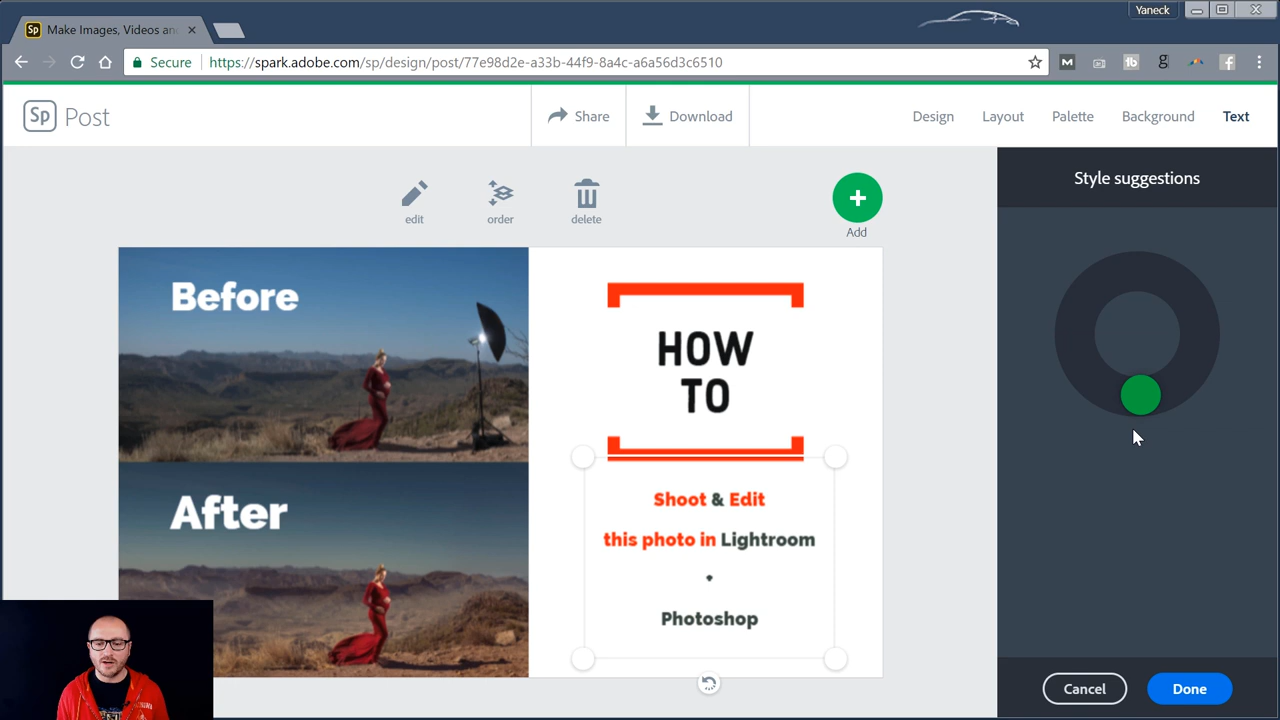 Yaneck
Sp Make Images, Videos an
Secure https://spark.adobe.com/sp/design/post/77e98d2e-a33b-44f9-8a4c-a6a56d3c6510
M 1b g f
Sp Post
Share
Download
Design Layout Palette Background Text
Style suggestions
edit order delete
Add
Before
HOW
TO
After
Shoot & Edit
this photo in Lightroom
+
Photoshop
Cancel Done